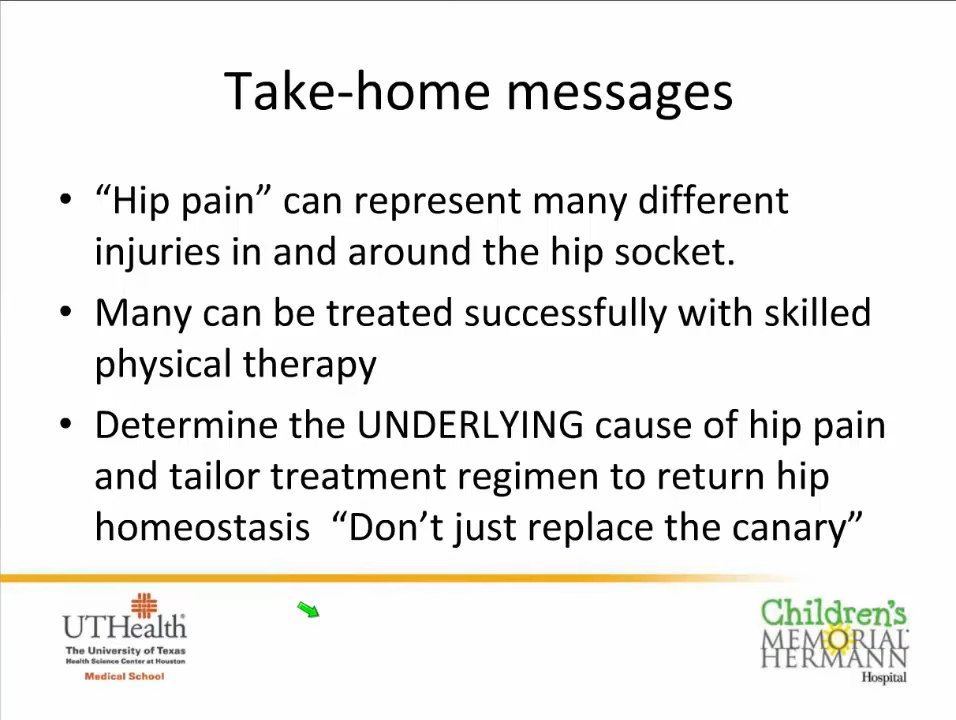 Take-home messages
• “Hip pain” can represent many different
injuries in and around the hip socket.
• Many can be treated successfully with skilled
physical therapy
• Determine the UNDERLYING cause of hip pain
and tailor treatment regimen to return hip
homeostasis “Don’t just replace the canary”
UTHealth
The University of Texas
Health Science Center at Houston
Medical School
Children's
MEMORIAL
HERMANN
Hospital